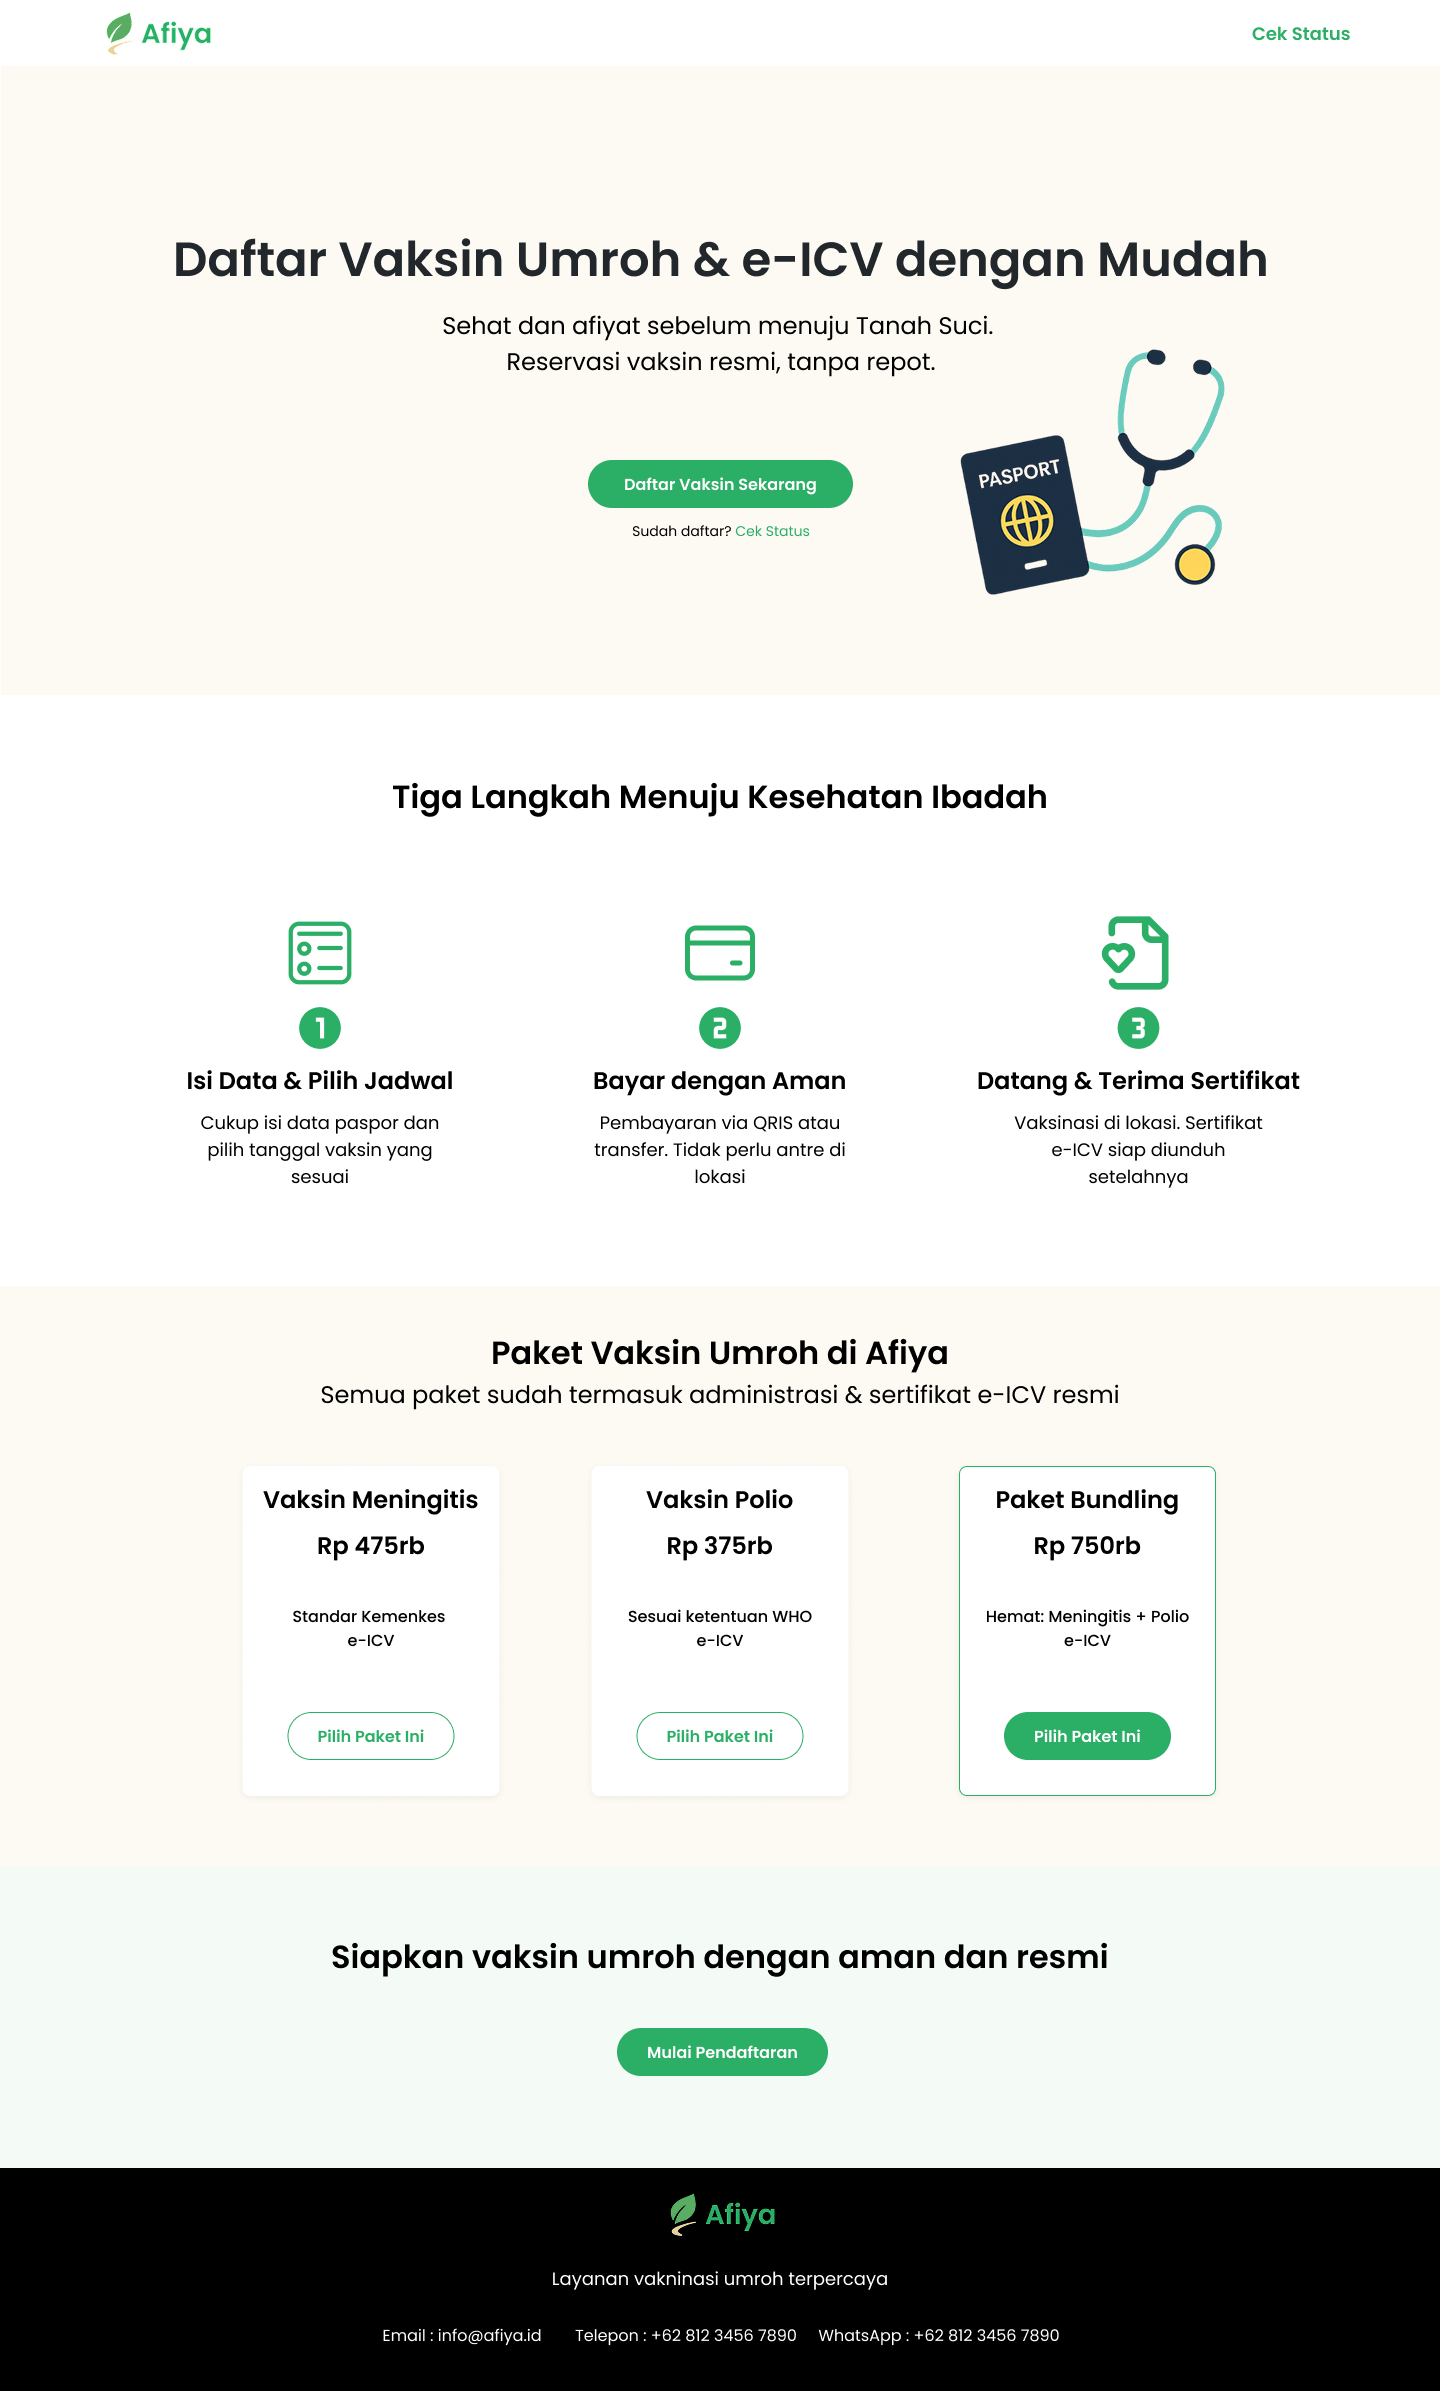 Afiya
Cek Status
Daftar Vaksin Umroh & e-ICV dengan Mudah
Sehat dan afiyat sebelum menuju Tanah Suci.
Reservasi vaksin resmi, tanpa repot.
PASPORT
Daftar Vaksin Sekarang
Sudah daftar? Cek Status
Tiga Langkah Menuju Kesehatan Ibadah
1
Isi Data & Pilih Jadwal
Cukup isi data paspor dan
pilih tanggal vaksin yang
sesuai
2
Bayar dengan Aman
Pembayaran via QRIS atau
transfer. Tidak perlu antre di
lokasi
3
Datang & Terima Sertifikat
Vaksinasi di lokasi. Sertifikat
e-ICV siap diunduh
setelahnya
Paket Vaksin Umroh di Afiya
Semua paket sudah termasuk administrasi & sertifikat e-ICV resmi
Vaksin Meningitis
Rp 475rb
Standar Kemenkes
e-ICV
Pilih Paket Ini
Vaksin Polio
Rp 375rb
Sesuai ketentuan WHO
e-ICV
Pilih Paket Ini
Paket Bundling
Rp 750rb
Hemat: Meningitis + Polio
e-ICV
Pilih Paket Ini
Siapkan vaksin umroh dengan aman dan resmi
Mulai Pendaftaran
Afiya
Layanan vakninasi umroh terpercaya
Email : info@afiya.id Telepon : +62 812 3456 7890 WhatsApp : +62 812 3456 7890